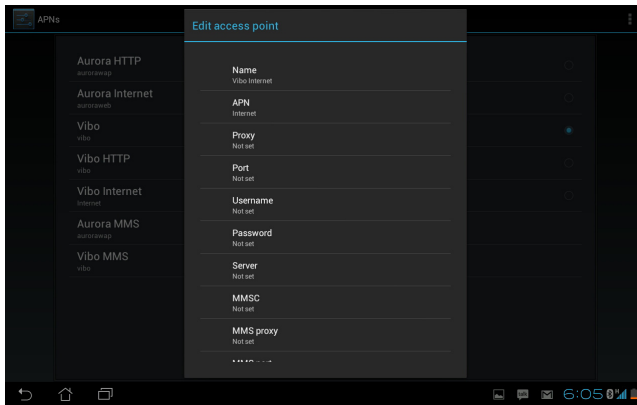 APNs
Edit access point
Aurora HTTP
aurorawap
Aurora Internet
auroraweb
Vibo
vibo
Vibo HTTP
vibo
Vibo Internet
Internet
Aurora MMS
aurorawap
Vibo MMS
vibo
Name
Vibo Internet
APN
Internet
Proxy
Not set
Port
Not set
Username
Not set
Password
Not set
Server
Not set
MMSC
Not set
MMS proxy
Not set
6:05